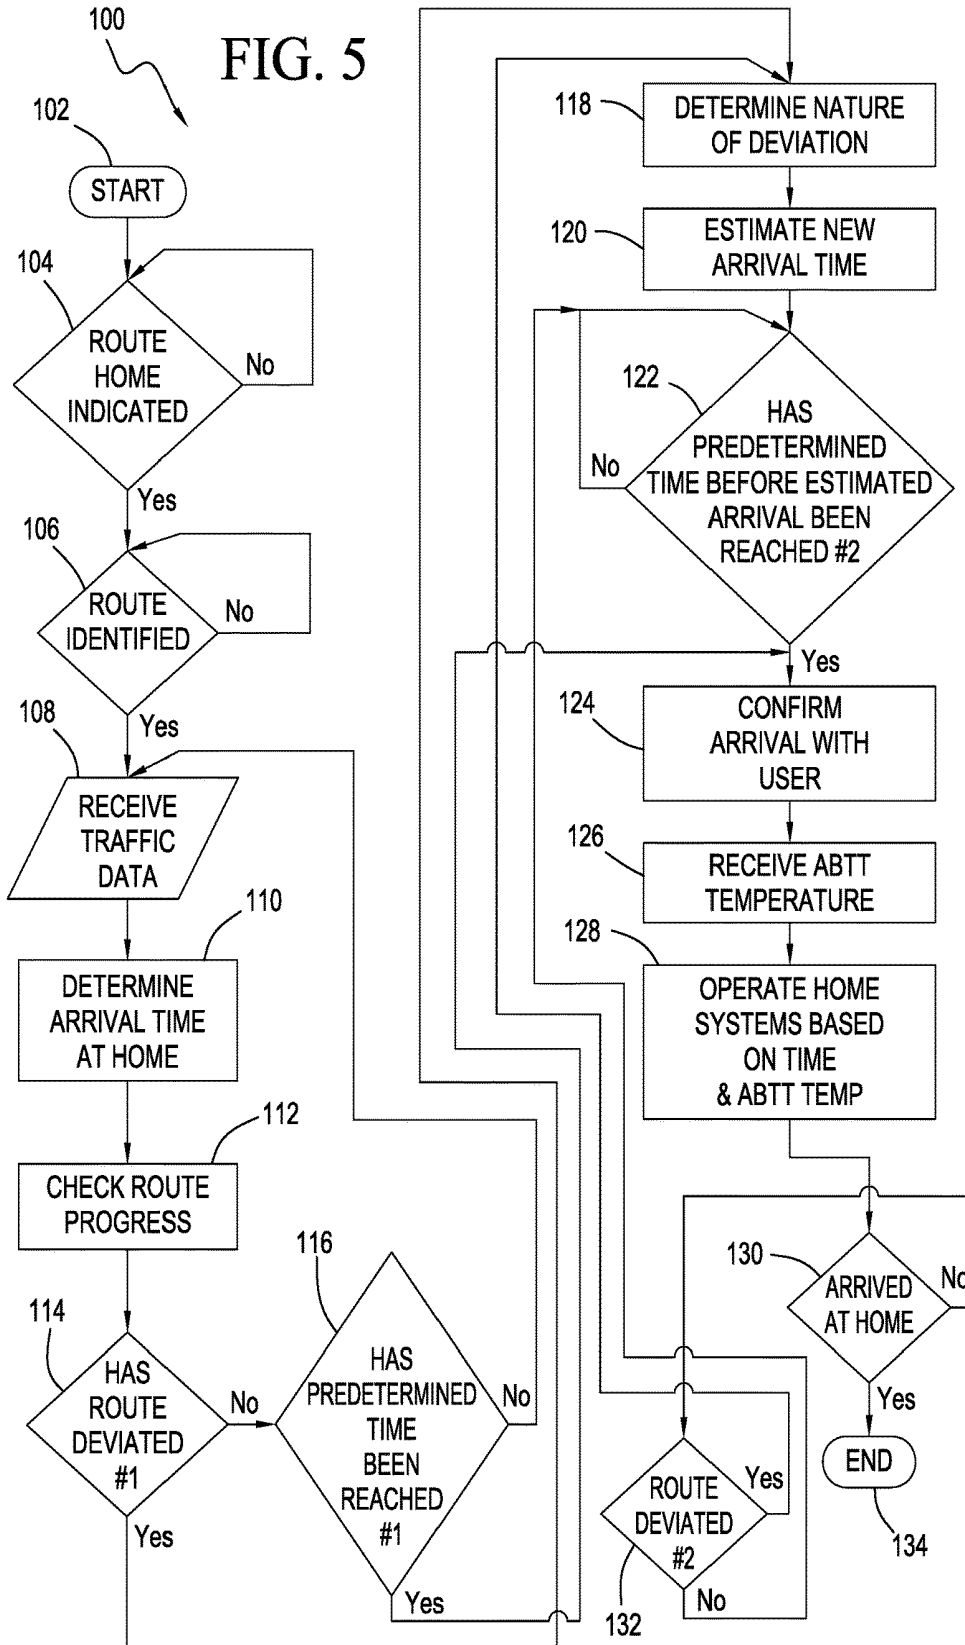 FIG. 5
100
102
START
104
ROUTE
HOME
INDICATED
No
Yes
106
ROUTE
IDENTIFIED
No
Yes
108
RECEIVE
TRAFFIC
DATA
110
DETERMINE
ARRIVAL TIME
AT HOME
112
CHECK ROUTE
PROGRESS
114
HAS
ROUTE
DEVIATED
#1
No
Yes
116
HAS
PREDETERMINED
TIME
BEEN
REACHED
#1
No
Yes
118
DETERMINE NATURE
OF DEVIATION
120
ESTIMATE NEW
ARRIVAL TIME
122
HAS
PREDETERMINED
TIME BEFORE ESTIMATED
ARRIVAL BEEN
REACHED #2
No
Yes
124
CONFIRM
ARRIVAL WITH
USER
126
RECEIVE ABTT
TEMPERATURE
128
OPERATE HOME
SYSTEMS BASED
ON TIME
& ABTT TEMP
130
ARRIVED
AT HOME
No
Yes
END
134
ROUTE
DEVIATED
#2
Yes
132
No